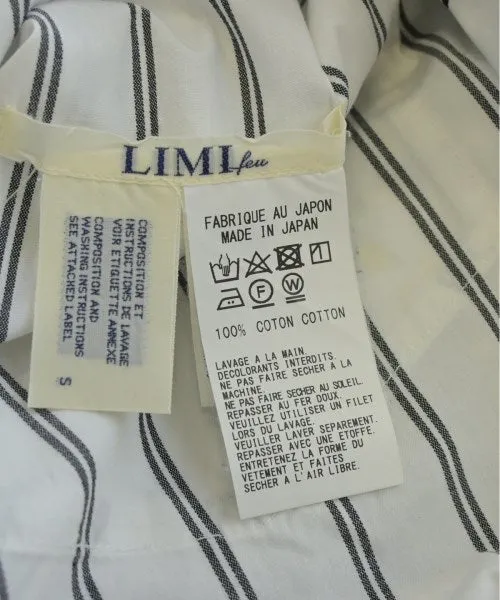 LIMI feu
COMPOSITION ET
INSTRUCTIONS DE LAVAGE
VOIR ETIQUETTE ANNEXE
COMPOSITION AND
WASHING INSTRUCTIONS
SEE ATTACHED LABEL
S
FABRIQUE AU JAPON
MADE IN JAPAN
F W
100% COTON COTTON
LAVAGE A LA MAIN.
DECOLORANTS INTERDITS.
NE PAS FAIRE SECHER A LA
MACHINE.
NE PAS FAIRE SECHER AU SOLEIL.
REPASSER AU FER DOUX.
VEUILLEZ UTILISER UN FILET
LORS DU LAVAGE.
VEUILLER LAVER SEPAREMENT.
REPASSER AVEC UNE ETOFFE.
ENTRETENEZ LA FORME DU
VETEMENT ET FAITES
SECHER A L'AIR LIBRE.